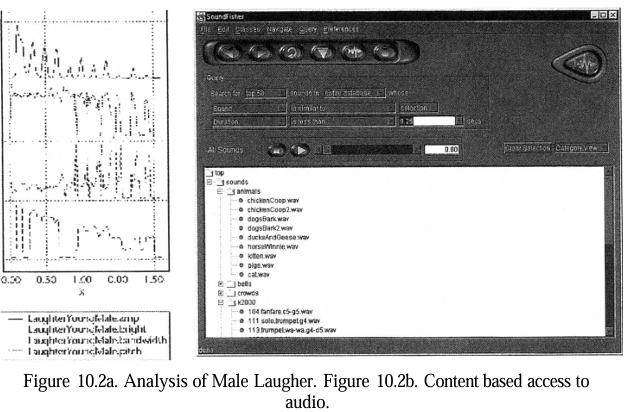 0.00 0.50 1.00 0.00 1.50
X
LaughterYoungMale.amp
LaughterYoungMale.bright
LaughterYoungMale.bandwidth
LaughterYoungMale.pitch
SoundFisher
File Edit Classes Navigate Query Preferences
Query
Search for top 50 sounds in entire database whose
Sound is similar to selection
Duration is less than 0.25 secs
All Sounds 0.00 Clear Selection Category View...
top
sounds
animals
chickenCoop.wav
chickenCoop2.wav
dogsBark.wav
dogsBark2.wav
ducksAndGeese.wav
horseWhinnie.wav
kitten.wav
pigs.wav
cat.wav
bells
crowds
k2000
104.fanfare.c5-g5.wav
111.solo.trumpet.g4.wav
113.trumpet.wa-wa.g4-d5.wav
Figure 10.2a. Analysis of Male Laugher. Figure 10.2b. Content based access to
audio.